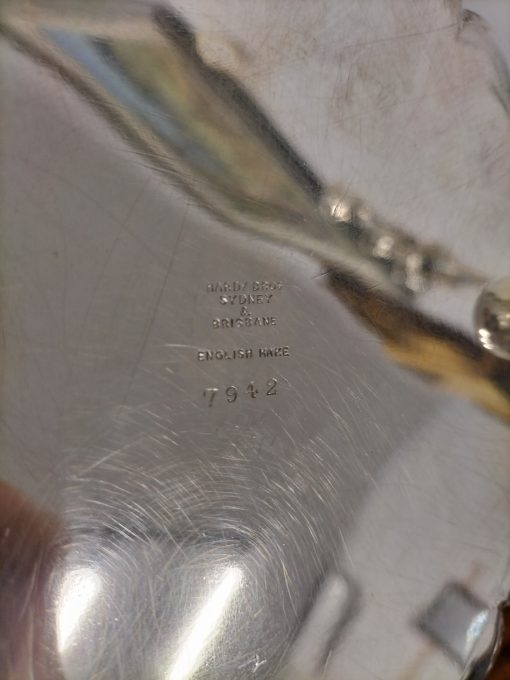 HARDY BROS
SYDNEY
&
BRISBANE
ENGLISH MAKE
7942